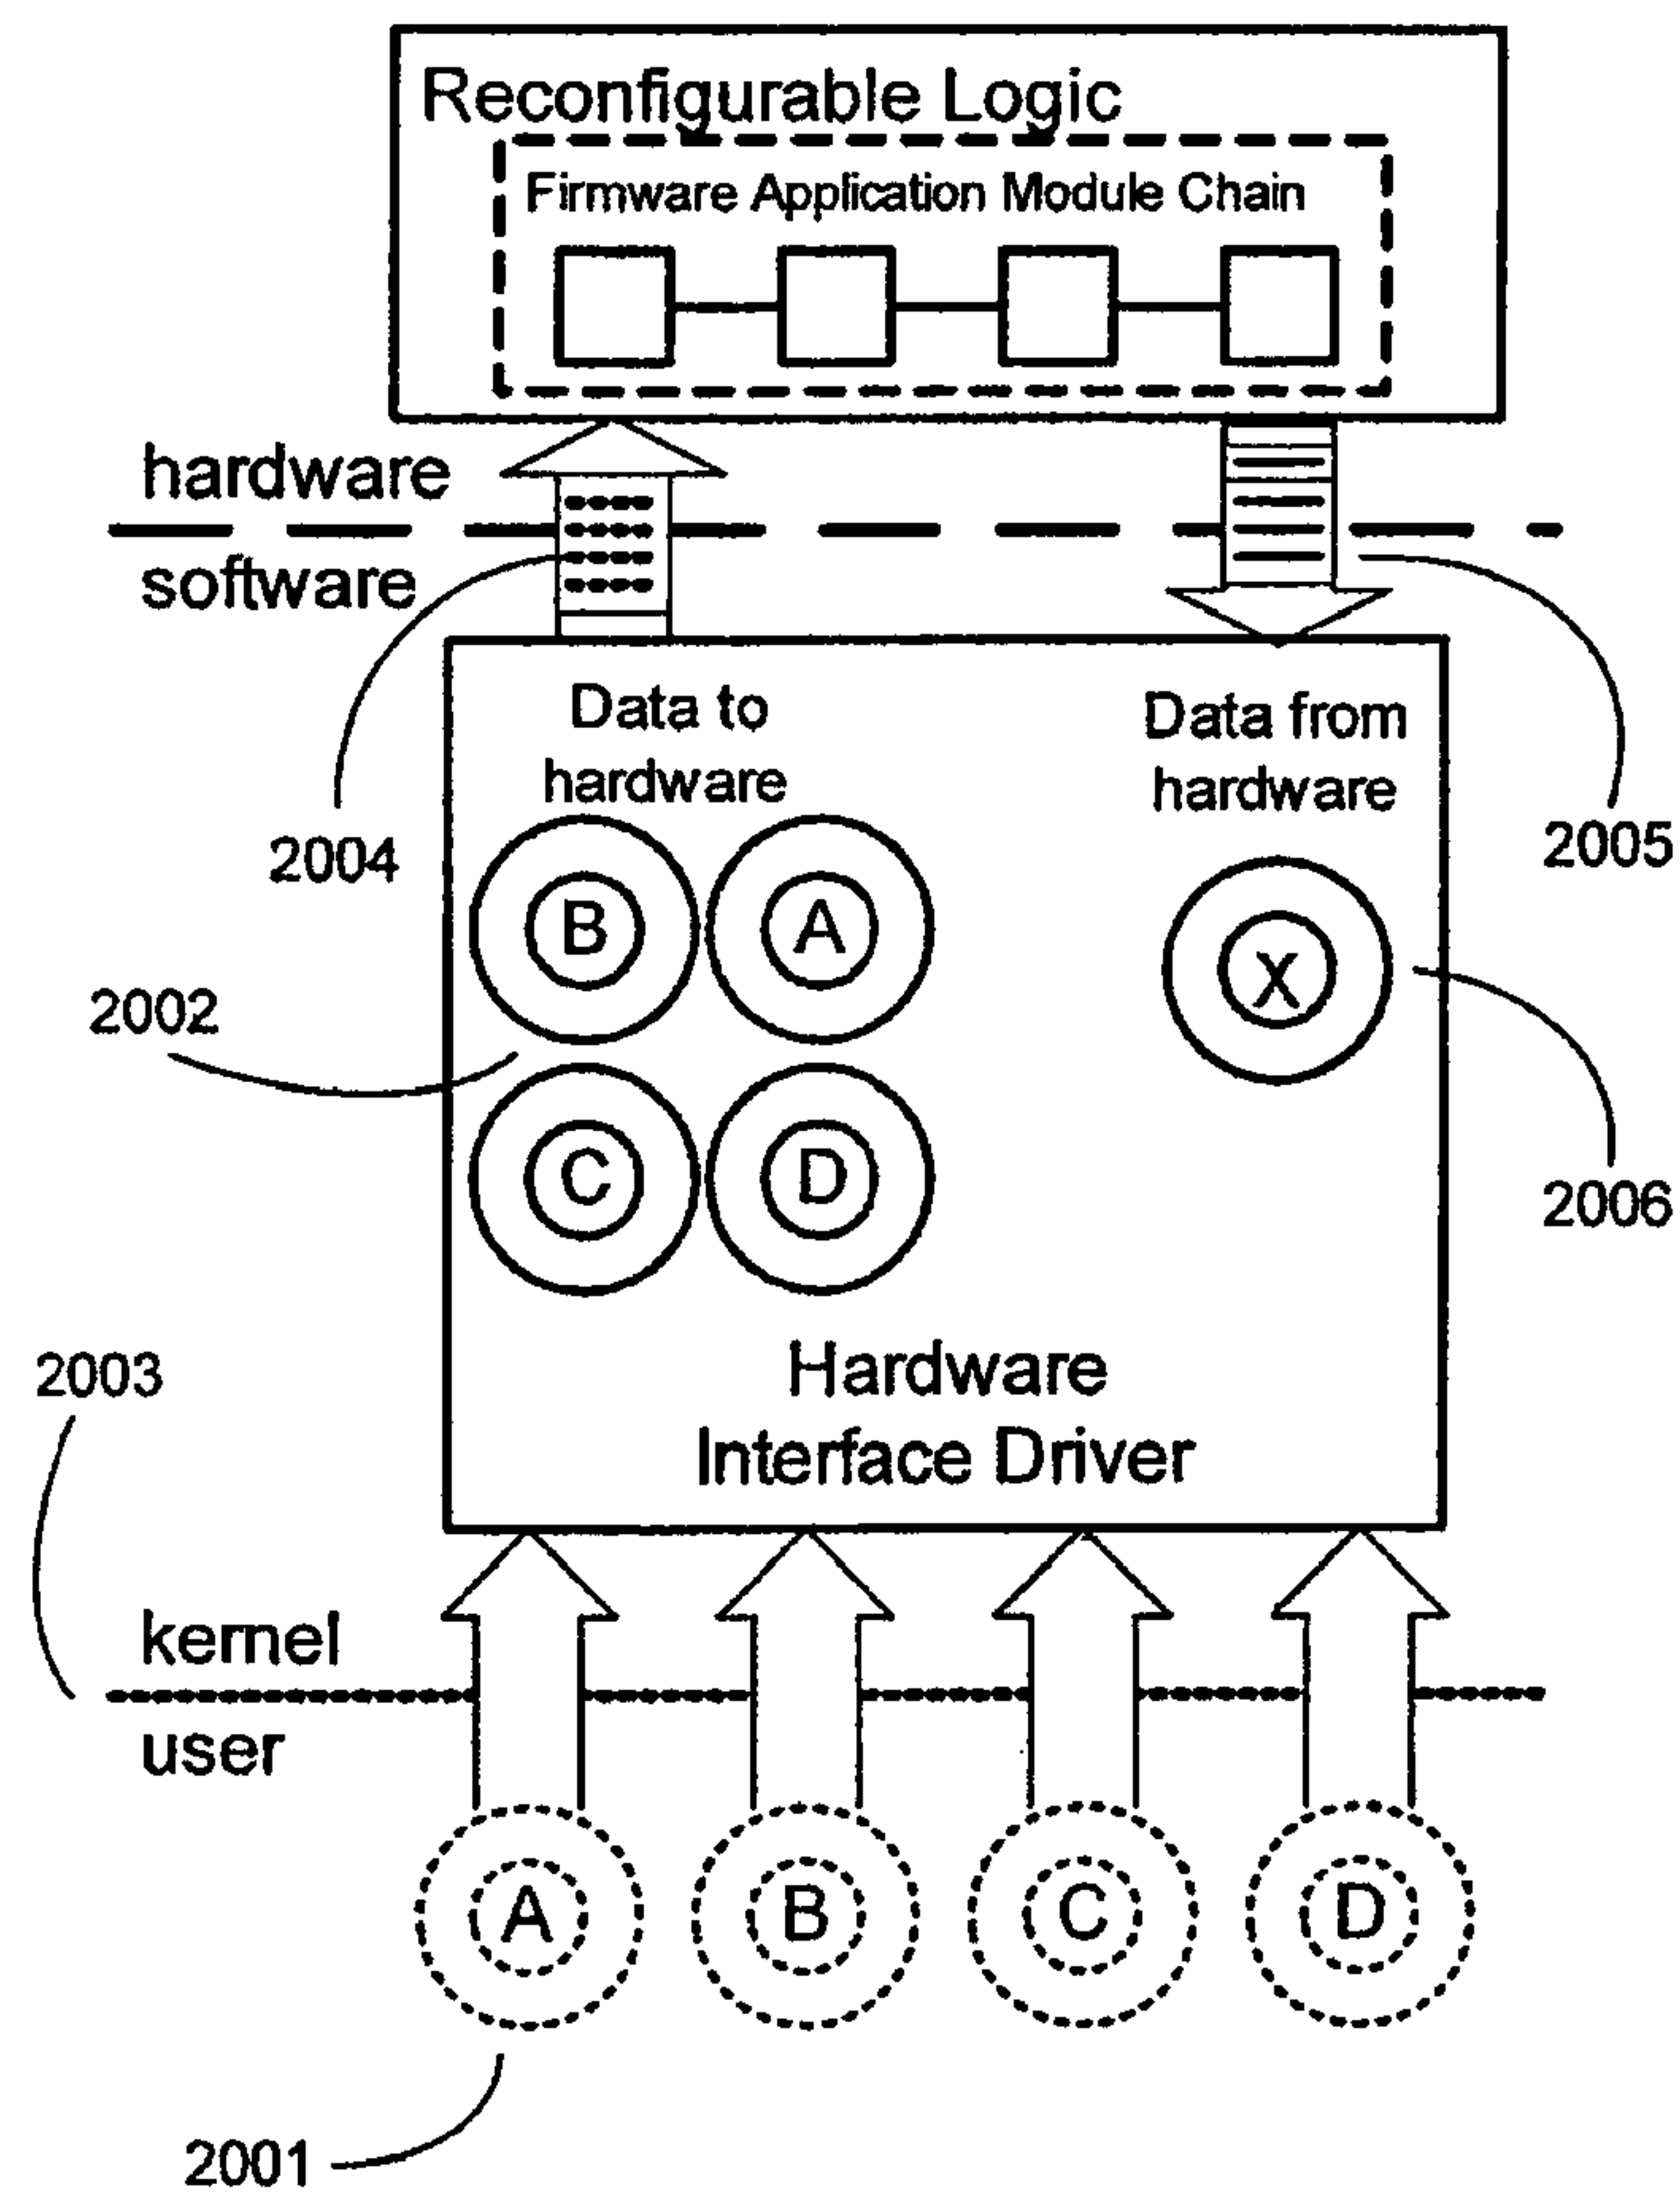 Reconfigurable Logic
Firmware Application Module Chain
hardware
software
Data to
hardware
Data from
hardware
2004
2005
B
A
X
2002
C
D
2006
Hardware
Interface Driver
2003
kernel
user
A
B
C
D
2001